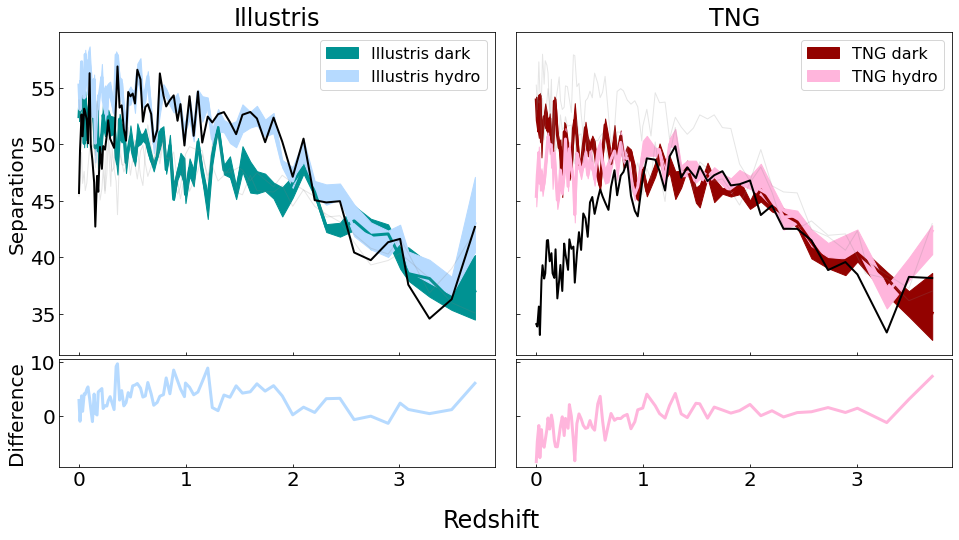 Illustris
TNG
Illustris dark
Illustris hydro
TNG dark
TNG hydro
Separations
55
50
45
40
35
Difference
10
0
0 1 2 3
0 1 2 3
Redshift